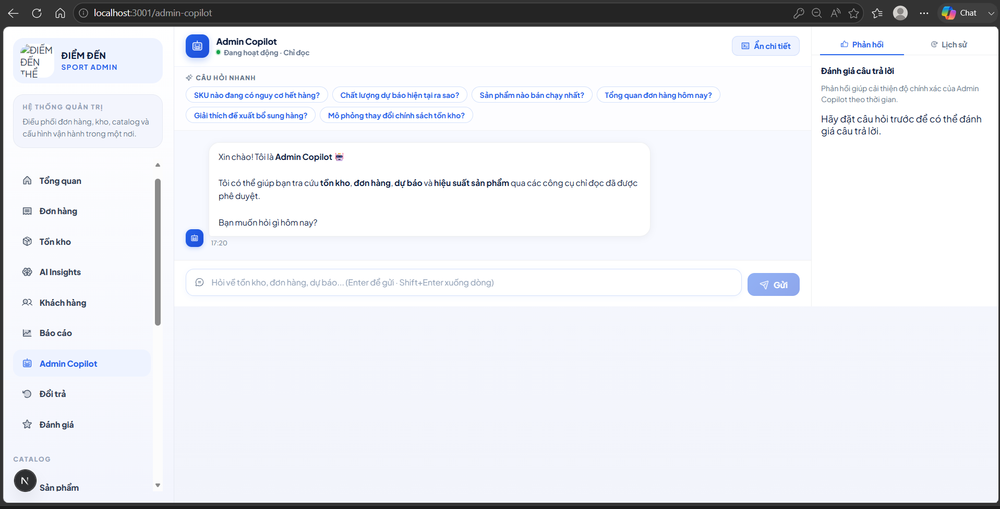 localhost:3001/admin-copilot
Chat
ĐIỂM
ĐẾN
THỂ
ĐIỂM ĐẾN
SPORT ADMIN
HỆ THỐNG QUẢN TRỊ
Điều phối đơn hàng, kho, catalog và
cấu hình vận hành trong một nơi.
Tổng quan
Đơn hàng
Tồn kho
AI Insights
Khách hàng
Báo cáo
Admin Copilot
Đổi trả
Đánh giá
CATALOG
N
Sản phẩm
Admin Copilot
Đang hoạt động · Chỉ đọc
Ẩn chi tiết
CÂU HỎI NHANH
SKU nào đang có nguy cơ hết hàng?
Chất lượng dự báo hiện tại ra sao?
Sản phẩm nào bán chạy nhất?
Tổng quan đơn hàng hôm nay?
Giải thích đề xuất bổ sung hàng?
Mô phỏng thay đổi chính sách tồn kho?
Xin chào! Tôi là Admin Copilot 🤖
Tôi có thể giúp bạn tra cứu tồn kho, đơn hàng, dự báo và hiệu suất sản phẩm qua các công cụ chỉ đọc đã được
phê duyệt.
Bạn muốn hỏi gì hôm nay?
17:20
Hỏi về tồn kho, đơn hàng, dự báo... (Enter để gửi · Shift+Enter xuống dòng)
Gửi
Phản hồi
Lịch sử
Đánh giá câu trả lời
Phản hồi giúp cải thiện độ chính xác của Admin
Copilot theo thời gian.
Hãy đặt câu hỏi trước để có thể đánh
giá câu trả lời.